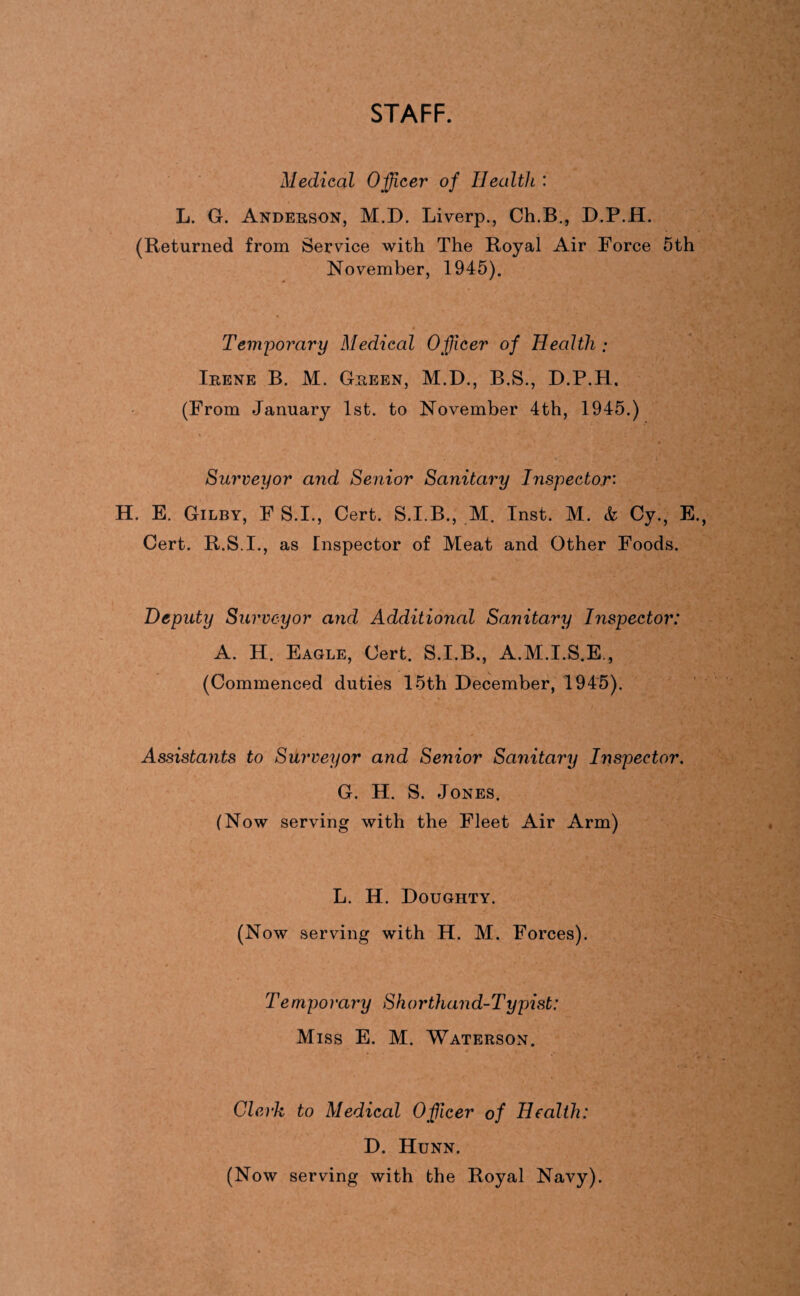 STAFF.
Medical Officer of Health :
L. G. ANDERSON, M.D. Liverp., Ch.B., D.P.H.
(Returned from Service with The Royal Air Force 5th
November, 1945).
Temporary Medical Officer of Health :
IRENE B. M. GREEN, M.D., B.S., D.P.H.
(From January 1st. to November 4th, 1945.)
Surveyor and Senior Sanitary Inspector:
H. E. GILBY, F S.I., Cert. S.I.B., M. Inst. M. & Cy., E.,
Cert. R.S.I., as Inspector of Meat and Other Foods.
Deputy Surveyor and Additional Sanitary Inspector:
A. H. EAGLE, Cert. S.I.B., A.M.I.S.E.,
(Commenced duties 15th December, 1945).
Assistants to Surveyor and Senior Sanitary Inspector.
G. H. S. JONES.
(Now serving with the Fleet Air Arm)
L. H. DOUGHTY.
(Now serving with H. M. Forces).
Temporary Shorthand-Typist:
MISS E. M. WATERSON.
Clerk to Medical Officer of Health:
D. HUNN.
(Now serving with the Royal Navy).